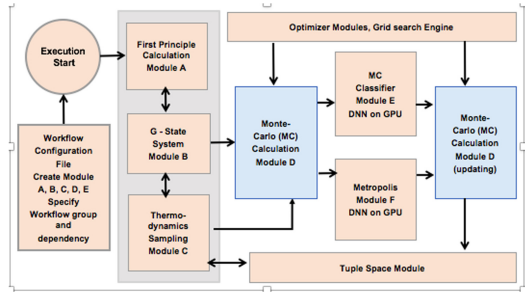 Execution
Start
Workflow
Configuration
File
Create Module
A, B, C, D, E
Specify
Workflow group
and
dependency
First Principle
Calculation
Module A
G - State
System
Module B
Thermo-
dynamics
Sampling
Module C
Optimizer Modules, Grid search Engine
Monte-
Carlo (MC)
Calculation
Module D
MC
Classifier
Module E
DNN on GPU
Metropolis
Module F
DNN on GPU
Monte-
Carlo (MC)
Calculation
Module D
(updating)
Tuple Space Module